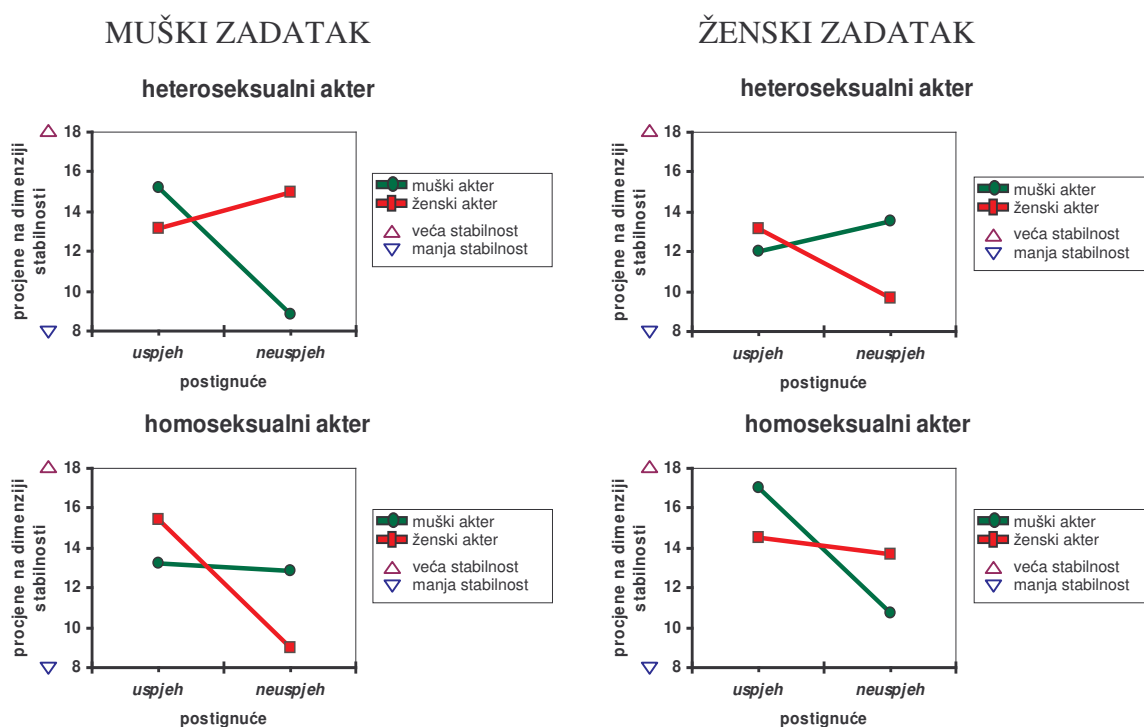 MUŠKI ZADATAK
ŽENSKI ZADATAK
heteroseksualni akter
procjene na dimenziji
stabilnosti
18
16
14
12
10
8
uspjeh
neuspjeh
postignuće
muški akter
ženski akter
veća stabilnost
manja stabilnost
heteroseksualni akter
procjene na dimenziji
stabilnosti
18
16
14
12
10
8
uspjeh
neuspjeh
postignuće
muški akter
ženski akter
veća stabilnost
manja stabilnost
homoseksualni akter
procjene na dimenziji
stabilnosti
18
16
14
12
10
8
uspjeh
neuspjeh
postignuće
muški akter
ženski akter
veća stabilnost
manja stabilnost
homoseksualni akter
procjene na dimenziji
stabilnosti
18
16
14
12
10
8
uspjeh
neuspjeh
postignuće
muški akter
ženski akter
veća stabilnost
manja stabilnost